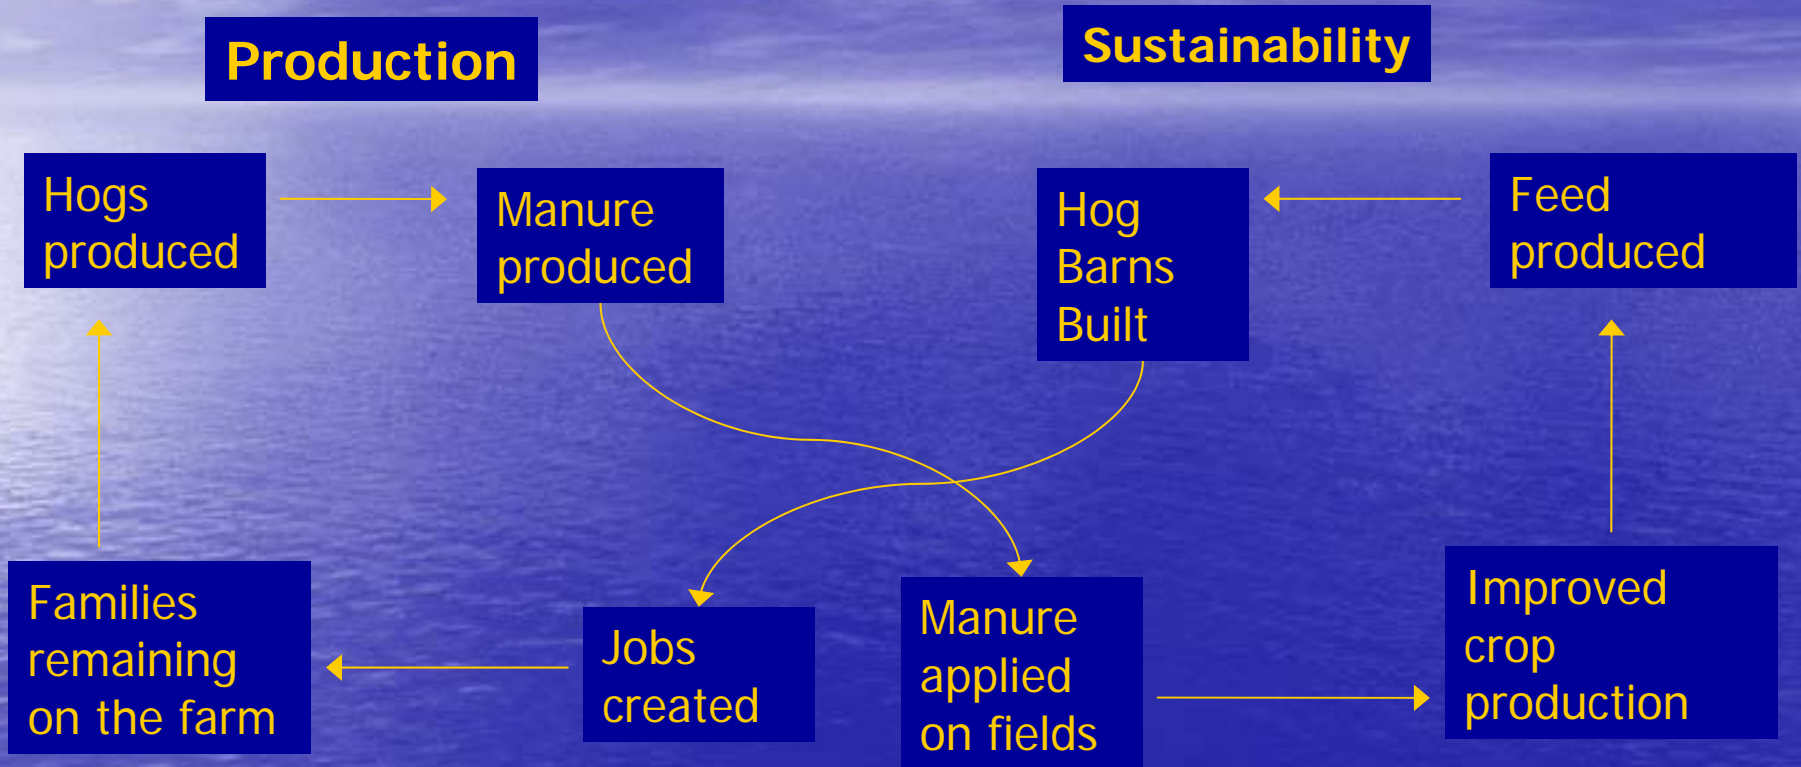 Production
Sustainability
Hogs
produced
Manure
produced
Hog
Barns
Built
Feed
produced
Families
remaining
on the farm
Jobs
created
Manure
applied
on fields
Improved
crop
production